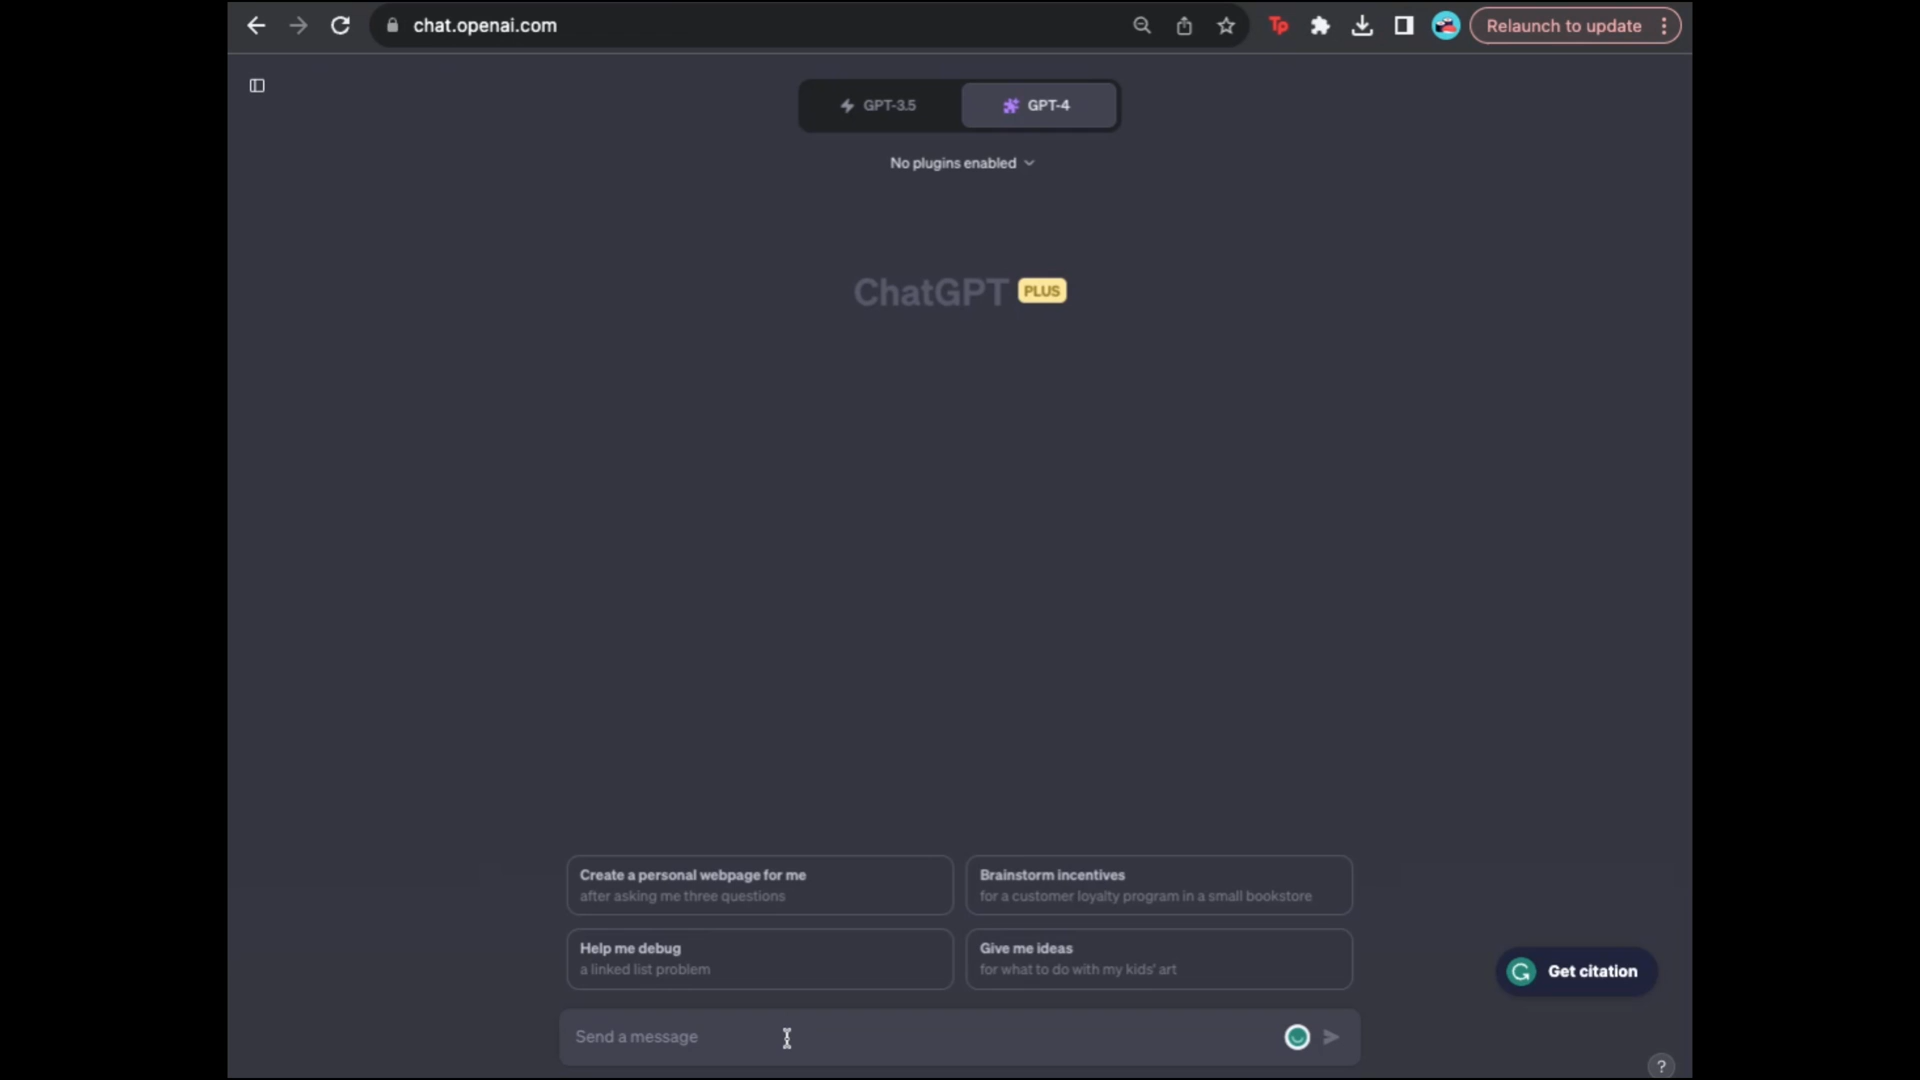 chat.openai.com
Tp
Relaunch to update
GPT-3.5
GPT-4
No plugins enabled
ChatGPT PLUS
Create a personal webpage for me
after asking me three questions
Brainstorm incentives
for a customer loyalty program in a small bookstore
Help me debug
a linked list problem
Give me ideas
for what to do with my kids' art
Get citation
Send a message
?